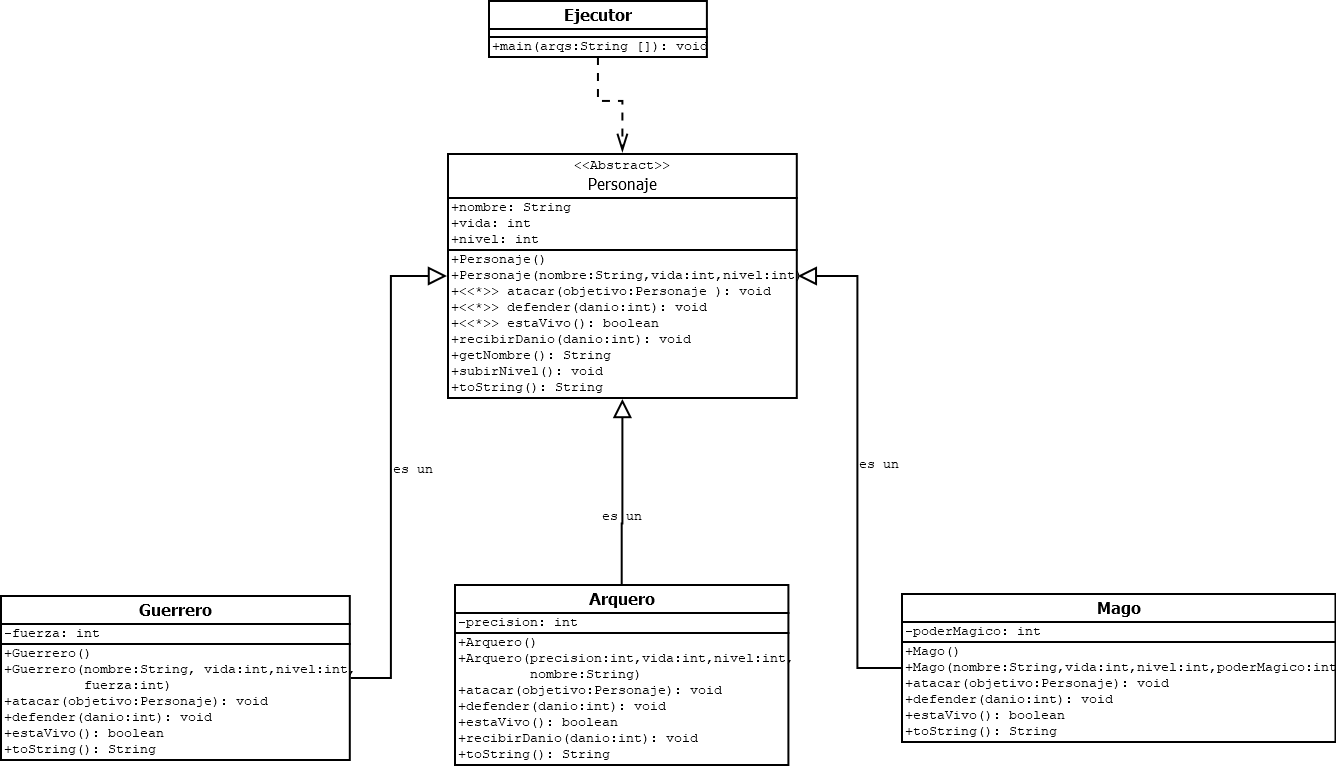 Ejecutor
+main(args:String []): void
<<Abstract>>
Personaje
+nombre: String
+vida: int
+nivel: int
+Personaje()
+Personaje(nombre:String,vida:int,nivel:int)
+<<*>> atacar(objetivo:Personaje ): void
+<<*>> defender(danio:int): void
+<<*>> estaVivo(): boolean
+recibirDanio(danio:int): void
+getNombre(): String
+subirNivel(): void
+toString(): String
es un
es un
es un
Guerrero
-fuerza: int
+Guerrero()
+Guerrero(nombre:String, vida:int,nivel:int,
fuerza:int)
+atacar(objetivo:Personaje): void
+defender(danio:int): void
+estaVivo(): boolean
+toString(): String
Arquero
-precision: int
+Arquero()
+Arquero(precision:int,vida:int,nivel:int,
nombre:String)
+atacar(objetivo:Personaje): void
+defender(danio:int): void
+estaVivo(): boolean
+recibirDanio(danio:int): void
+toString(): String
Mago
-poderMagico: int
+Mago()
+Mago(nombre:String,vida:int,nivel:int,poderMagico:int
+atacar(objetivo:Personaje): void
+defender(danio:int): void
+estaVivo(): boolean
+toString(): String